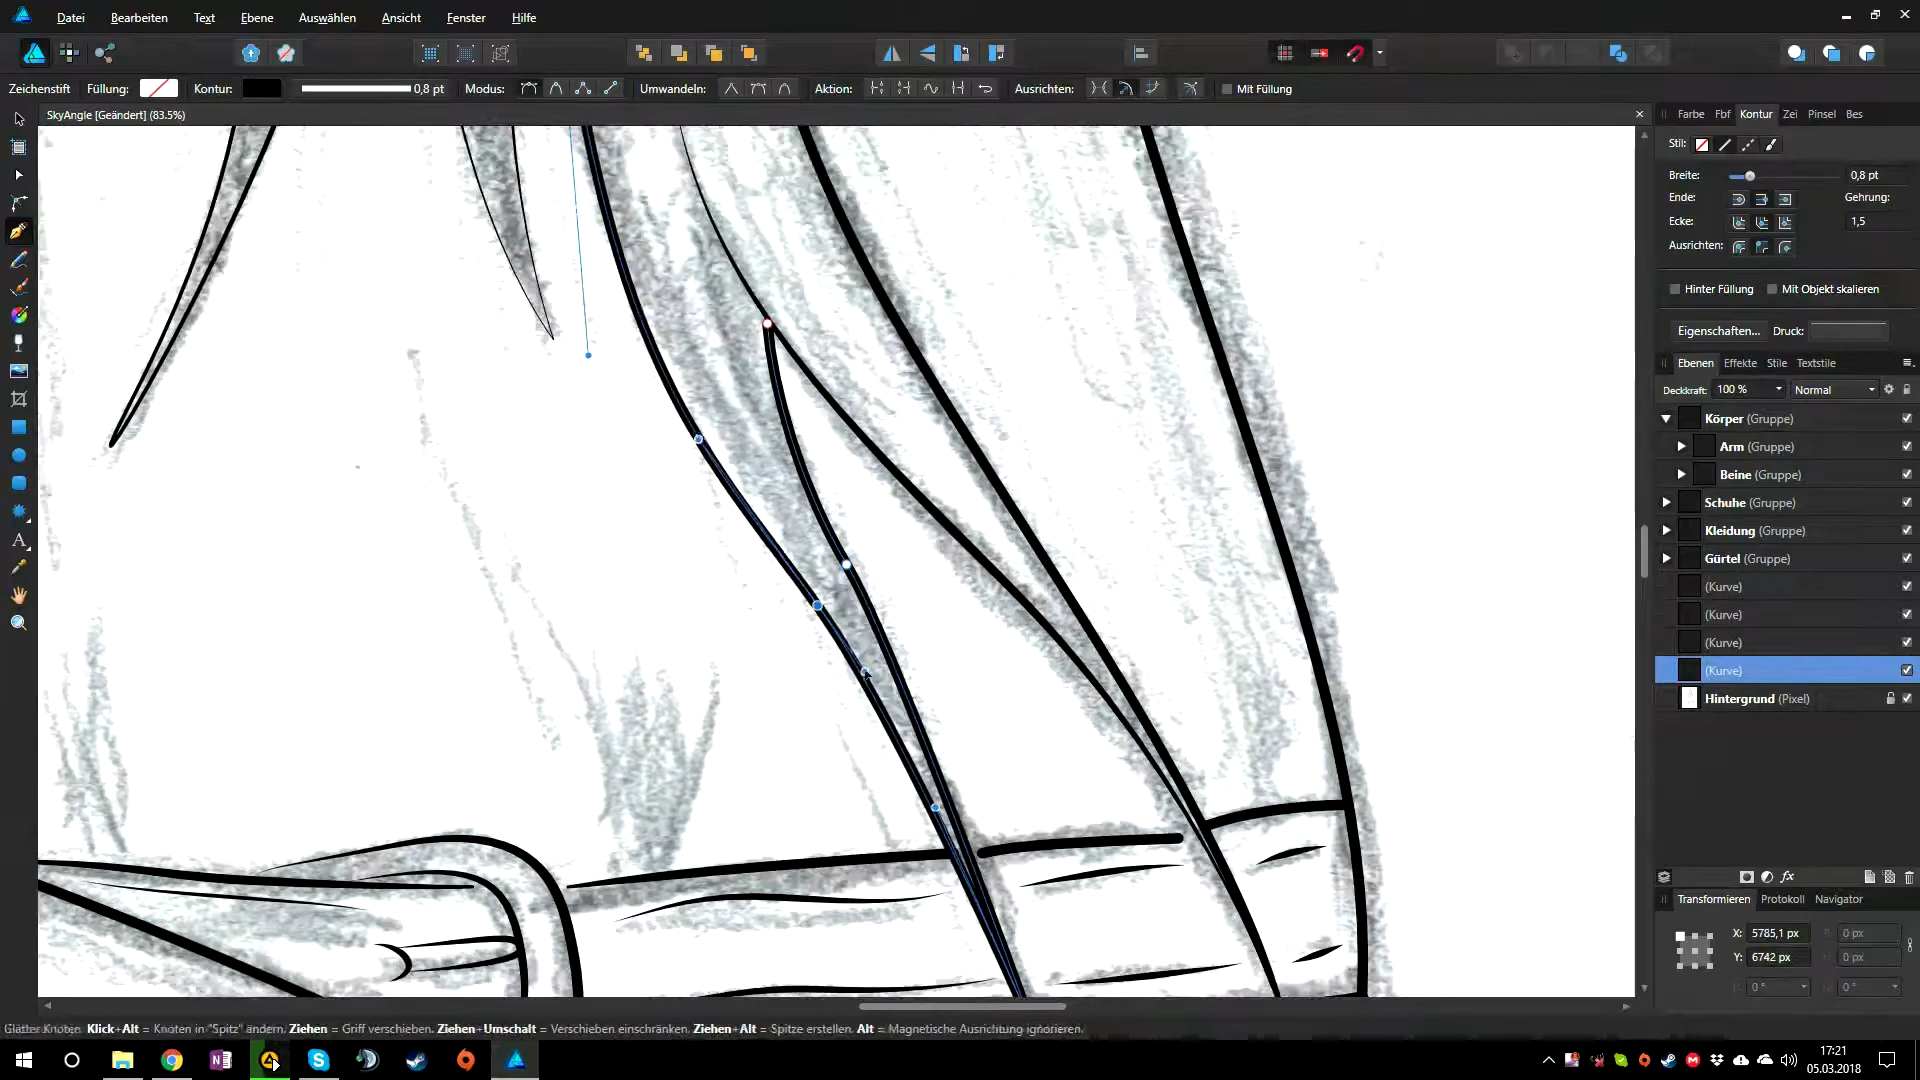 Datei Bearbeiten Text Ebene Auswählen Ansicht Fenster Hilfe
Zeichenstift Füllung: Kontur: 0,8 pt Modus: Umwandeln: Aktion: Ausrichten: Mit Füllung
SkyAngle [Geändert] (83.5%)
Farbe Fbf Kontur Zei Pinsel Bes
Stil:
Breite: 0,8 pt
Ende: Gehrung:
Ecke: 1,5
Ausrichten:
Hinter Füllung Mit Objekt skalieren
Eigenschaften... Druck:
Ebenen Effekte Stile Textstile
Deckkraft: 100 % Normal
Körper (Gruppe)
Arm (Gruppe)
Beine (Gruppe)
Schuhe (Gruppe)
Kleidung (Gruppe)
Gürtel (Gruppe)
(Kurve)
(Kurve)
(Kurve)
(Kurve)
Hintergrund (Pixel)
Transformieren Protokoll Navigator
X: 5785,1 px 0 px
Y: 6742 px 0 px
0 ° 0 °
Klick+Alt = Knoten in "Spitz" ändern. Ziehen = Griff verschieben. Ziehen+Umschalt = Verschieben einschränken. Ziehen+Alt = Spitze erstellen. Alt = Magnetische Ausrichtung ignorieren.
17:21
05.03.2018